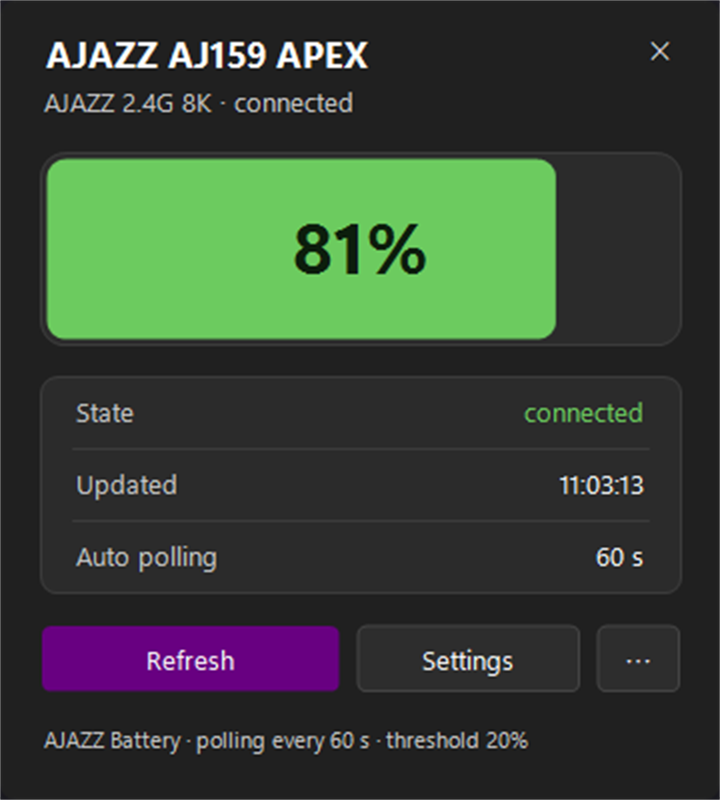 AJAZZ AJ159 APEX
AJAZZ 2.4G 8K · connected
81%
State connected
Updated 11:03:13
Auto polling 60 s
Refresh Settings ...
AJAZZ Battery · polling every 60 s · threshold 20%